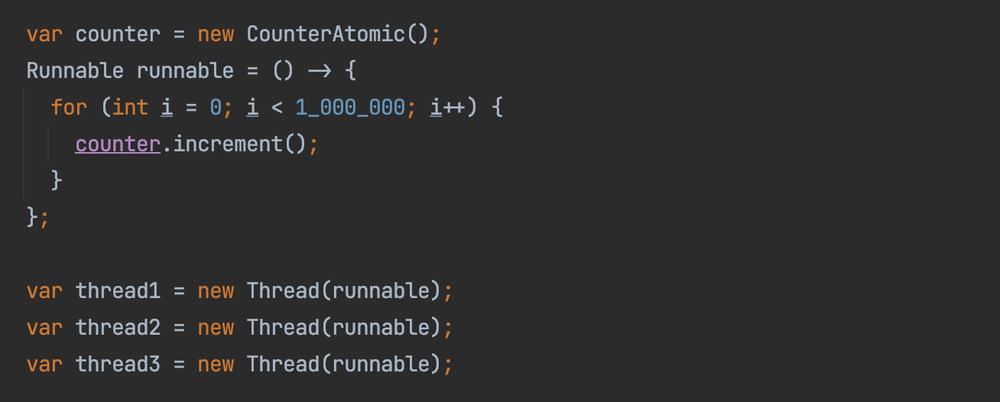 var counter = new CounterAtomic();
Runnable runnable = () -> {
  for (int i = 0; i < 1_000_000; i++) {
    counter.increment();
  }
};

var thread1 = new Thread(runnable);
var thread2 = new Thread(runnable);
var thread3 = new Thread(runnable);